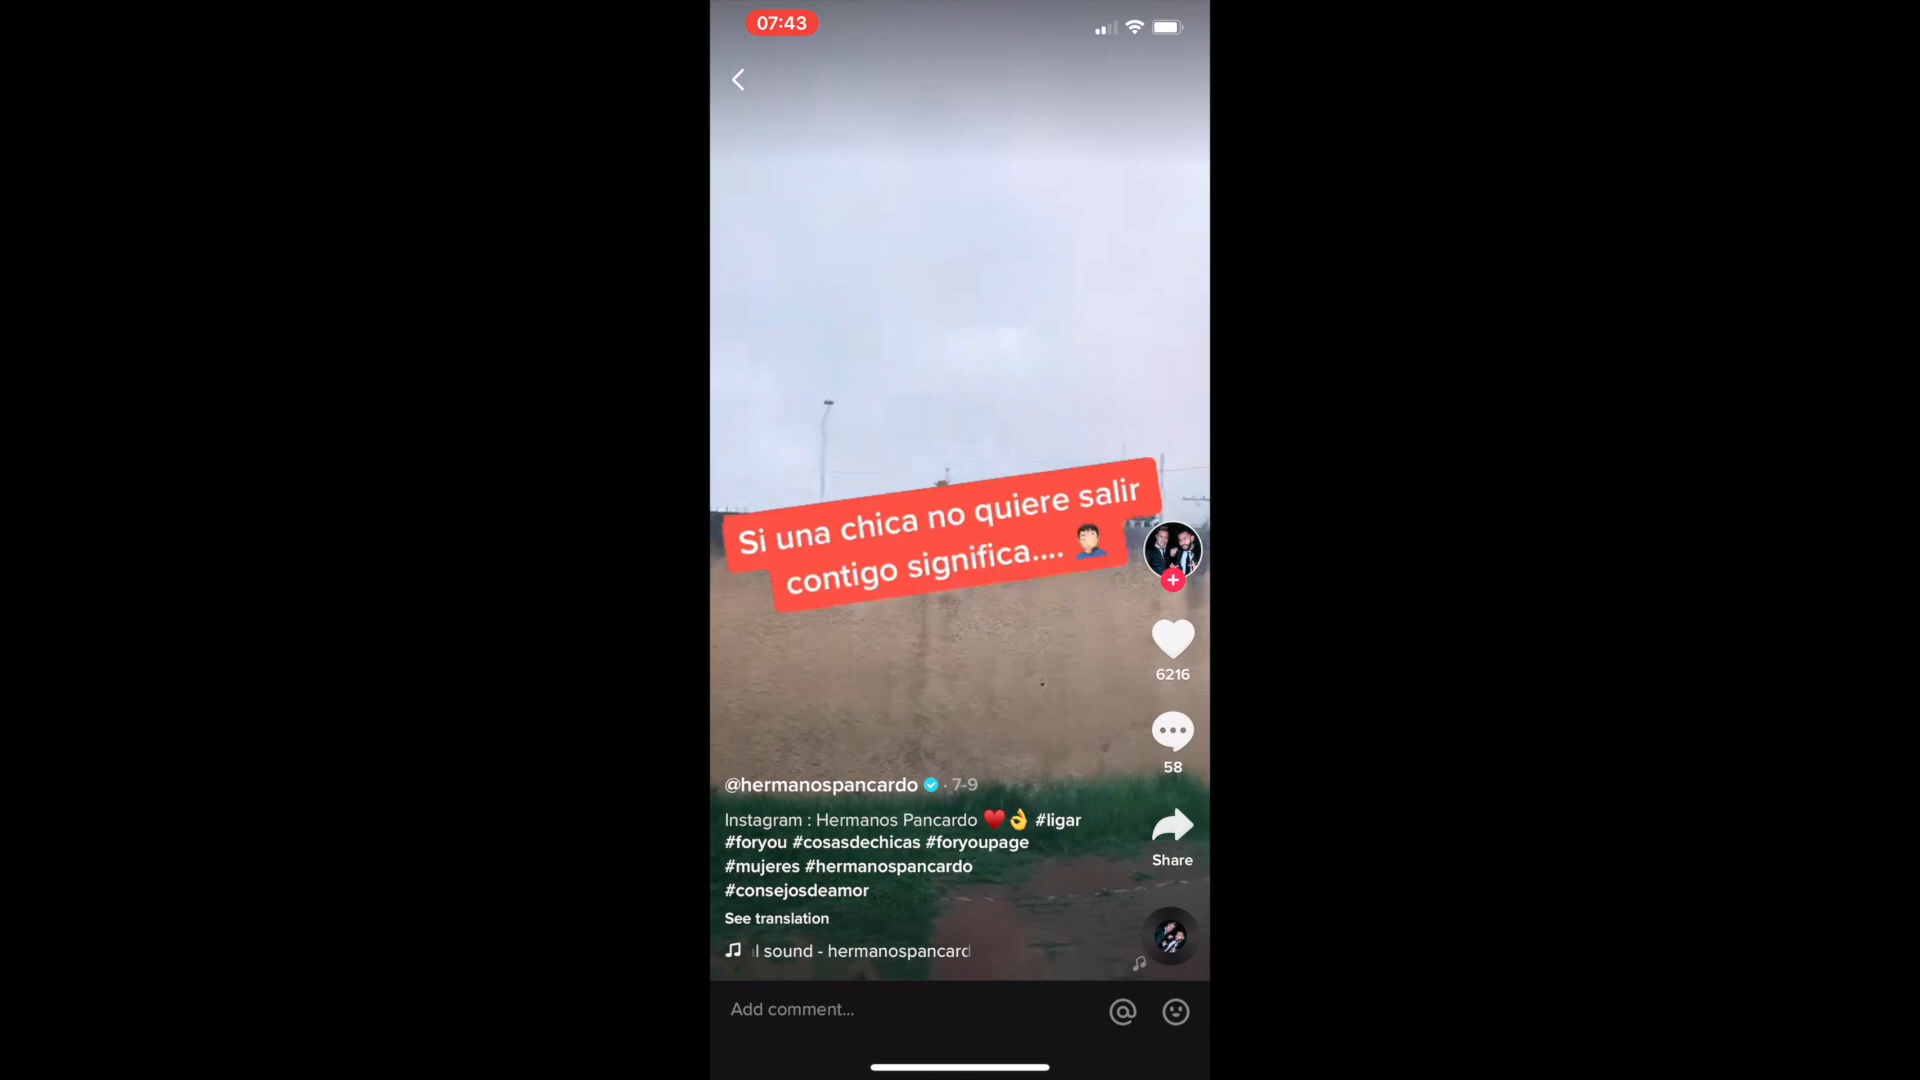 07:43
Si una chica no quiere salir
contigo significa.... 🤦🏻‍♂️
6216
58
@hermanospancardo · 7-9
Instagram : Hermanos Pancardo ❤️👌 #ligar
#foryou #cosasdechicas #foryoupage
#mujeres #hermanospancardo
#consejosdeamor
Share
See translation
l sound - hermanospancard
Add comment...